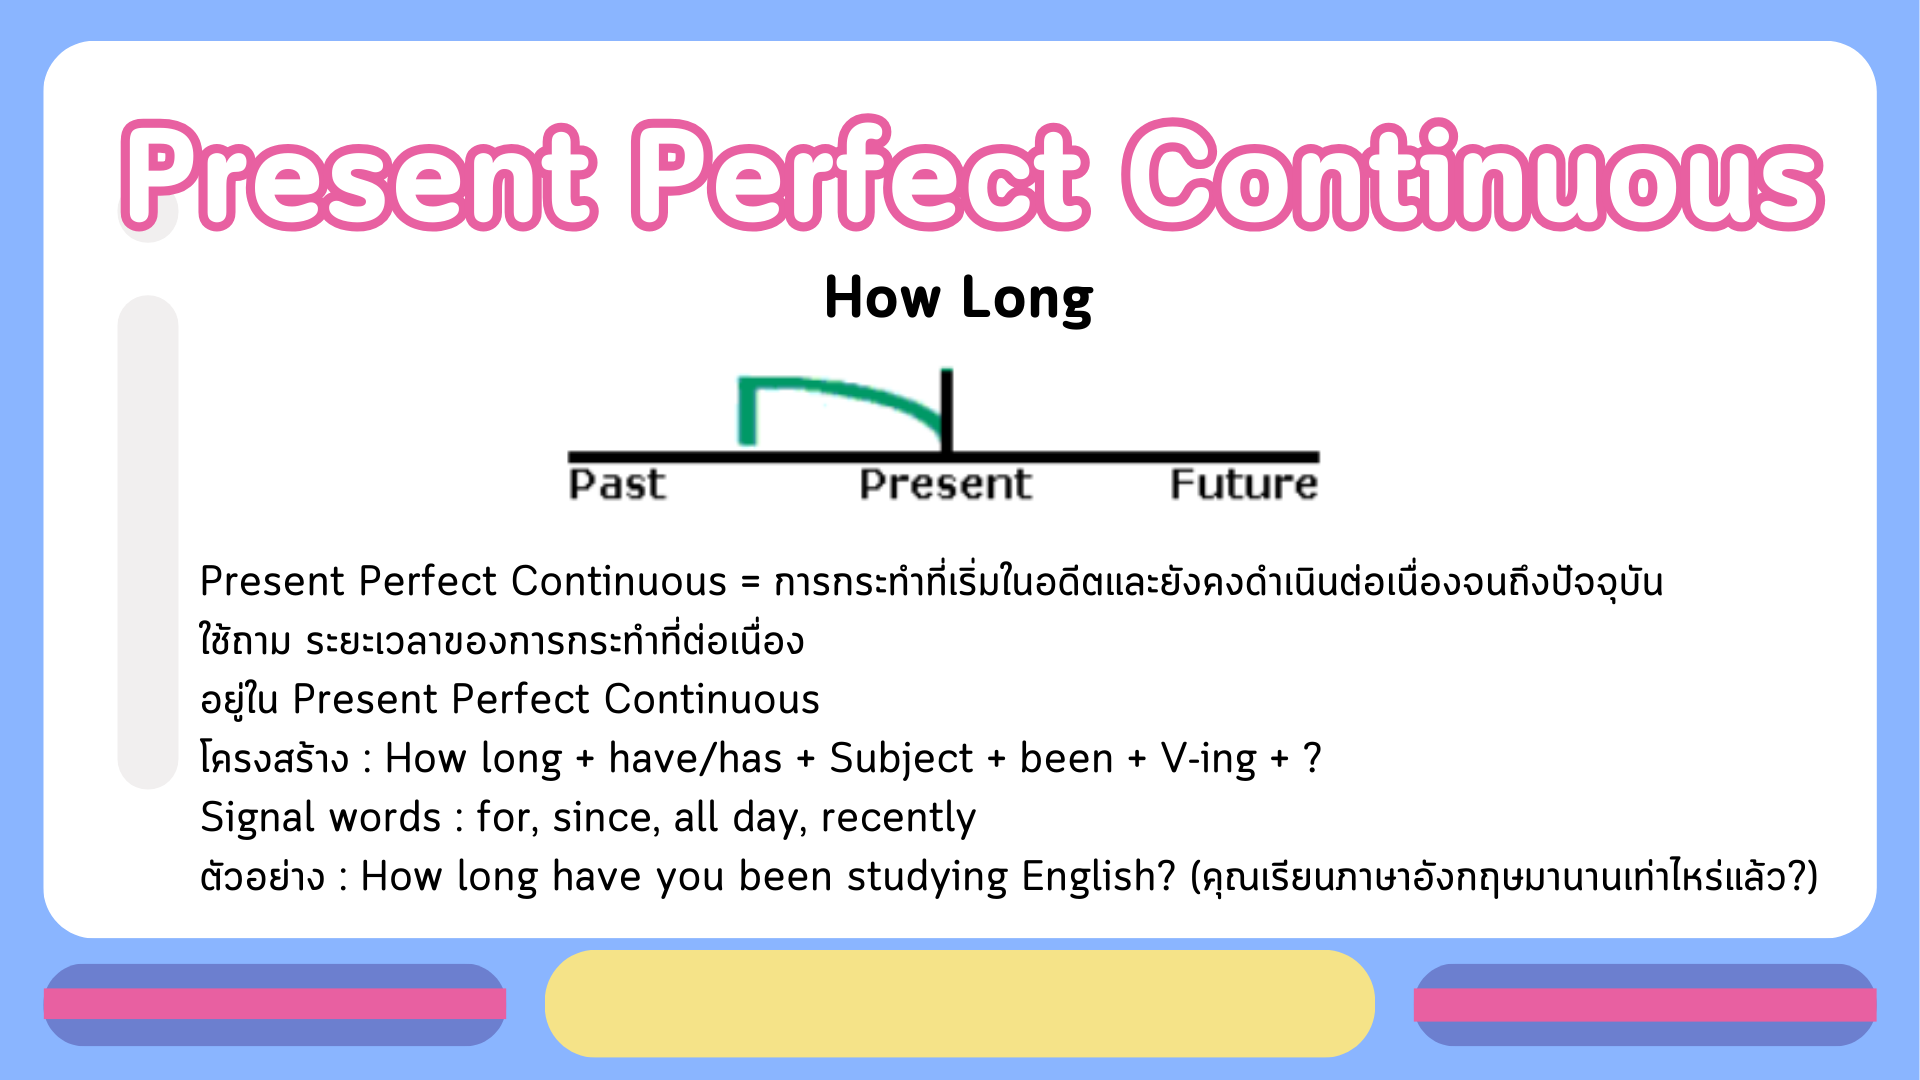 Present Perfect Continuous
How Long
Past Present Future
Present Perfect Continuous = การกระทำที่เริ่มในอดีตและยังคงดำเนินต่อเนื่องจนถึงปัจจุบัน
ใช้ถาม ระยะเวลาของการกระทำที่ต่อเนื่อง
อยู่ใน Present Perfect Continuous
โครงสร้าง : How long + have/has + Subject + been + V-ing + ?
Signal words : for, since, all day, recently
ตัวอย่าง : How long have you been studying English? (คุณเรียนภาษาอังกฤษมานานเท่าไหร่แล้ว?)